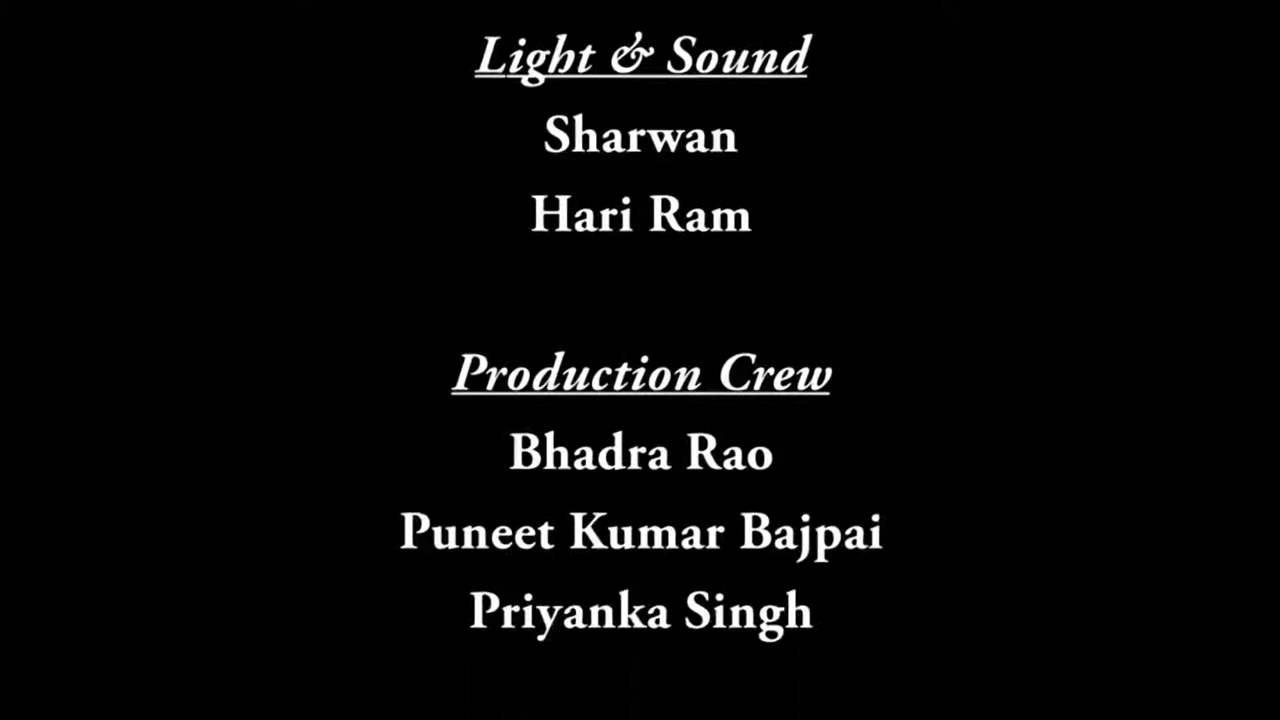 Light & Sound
Sharwan
Hari Ram
Production Crew
Bhadra Rao
Puneet Kumar Bajpai
Priyanka Singh